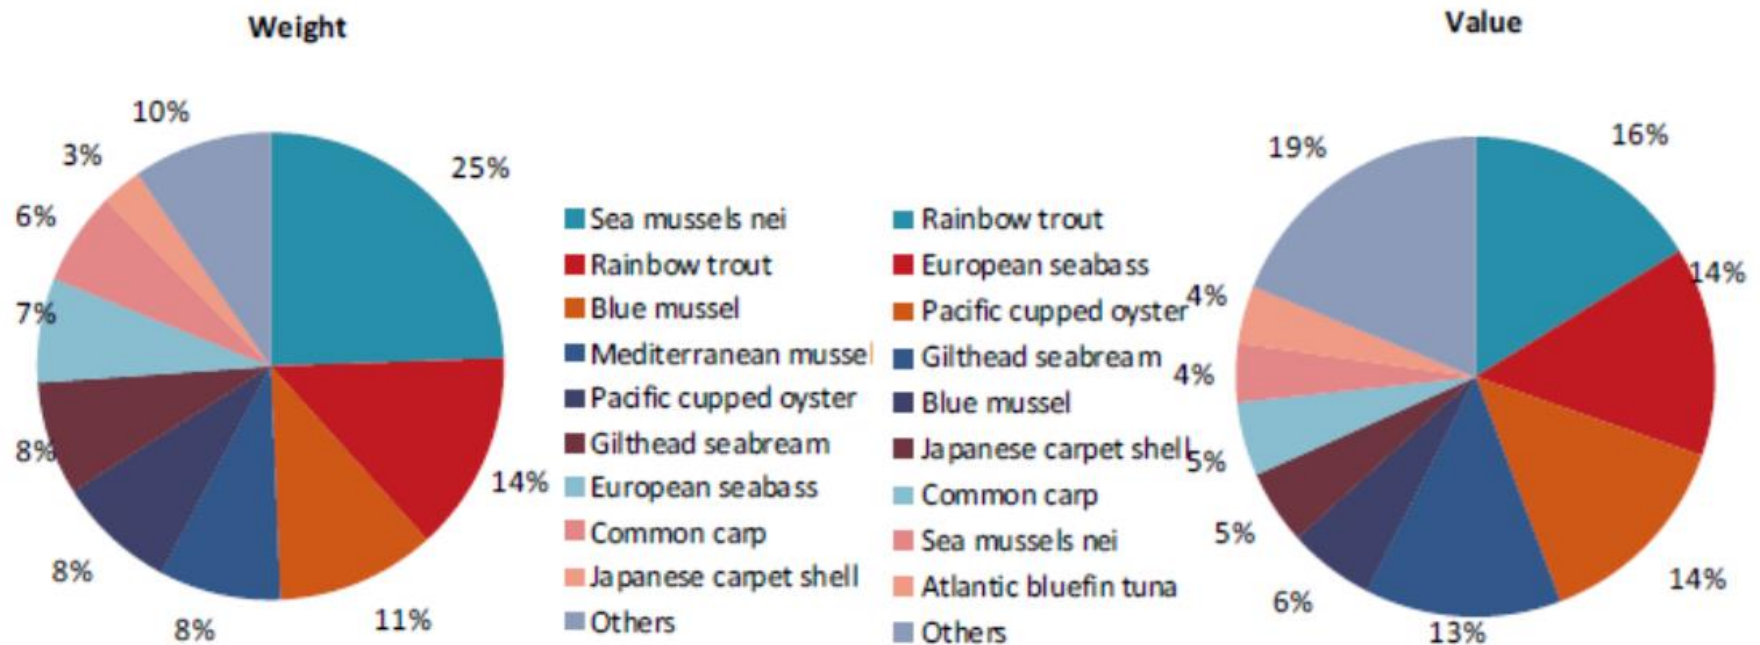 Weight
10%
3%
25%
6%
7%
8%
14%
8%
8%
11%
Sea mussels nei
Rainbow trout
Blue mussel
Mediterranean mussel
Pacific cupped oyster
Gilthead seabream
European seabass
Common carp
Japanese carpet shell
Others
Rainbow trout
European seabass
Pacific cupped oyster
Gilthead seabream
Blue mussel
Japanese carpet shell
Common carp
Sea mussels nei
Atlantic bluefin tuna
Others
Value
19%
16%
14%
4%
4%
5%
5%
6%
13%
14%